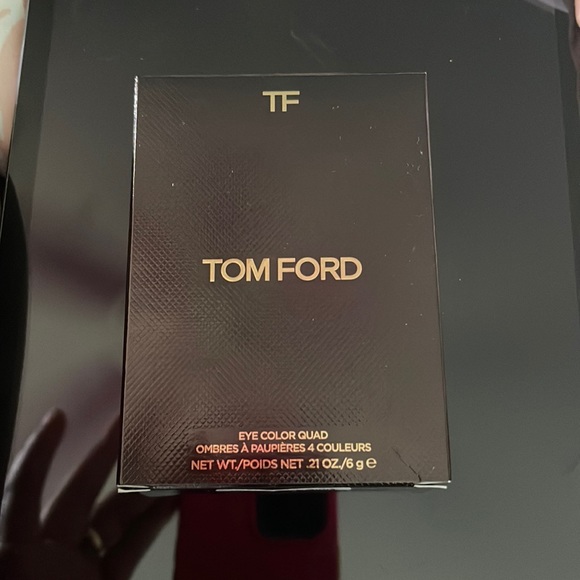 TF
TOM FORD
EYE COLOR QUAD
OMBRES À PAUPIÈRES 4 COULEURS
NET WT./POIDS NET .21 OZ./6 g ℮